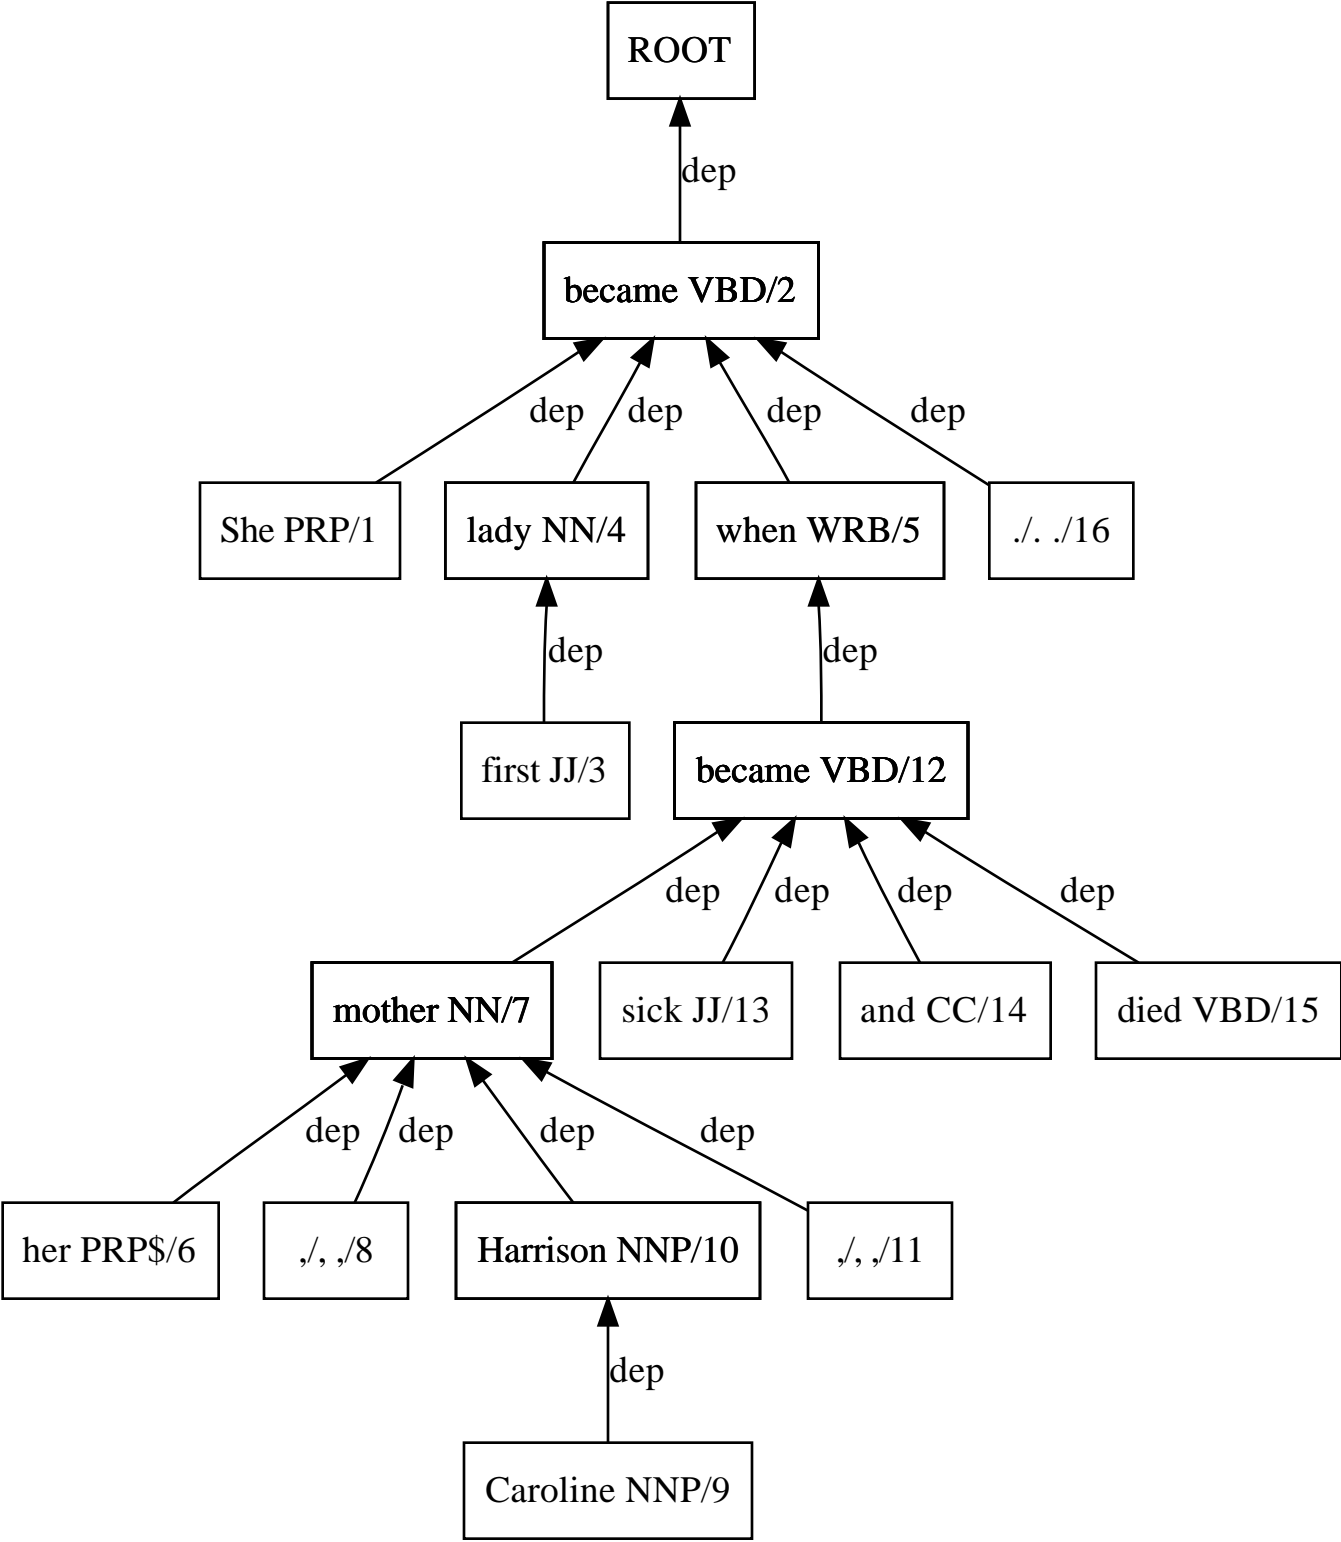 ROOT
dep
became VBD/2
dep dep dep dep
She PRP/1 lady NN/4 when WRB/5 ./. ./16
dep dep
first JJ/3 became VBD/12
dep dep dep dep
mother NN/7 sick JJ/13 and CC/14 died VBD/15
dep dep dep dep
her PRP$/6 ,/, ,/8 Harrison NNP/10 ,/, ,/11
dep
Caroline NNP/9